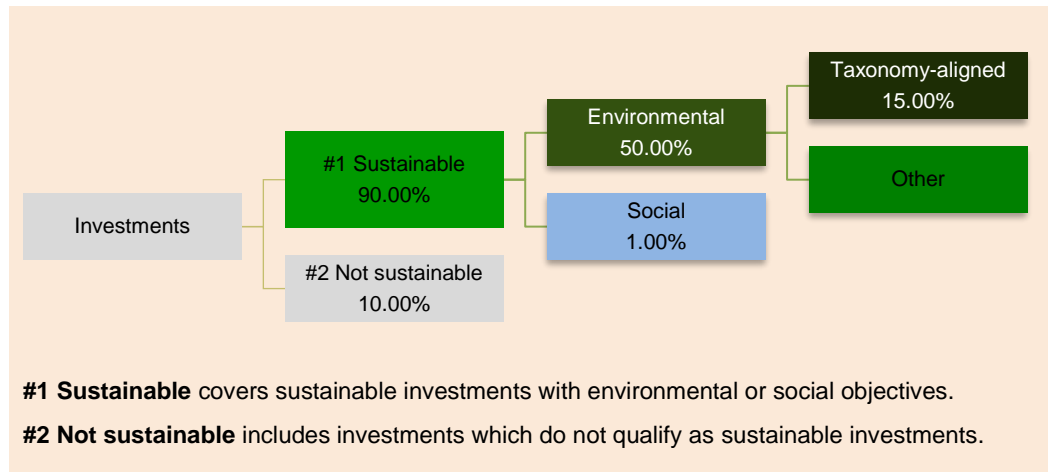 Investments
#1 Sustainable
90.00%
#2 Not sustainable
10.00%
Environmental
50.00%
Social
1.00%
Taxonomy-aligned
15.00%
Other
#1 Sustainable covers sustainable investments with environmental or social objectives.
#2 Not sustainable includes investments which do not qualify as sustainable investments.